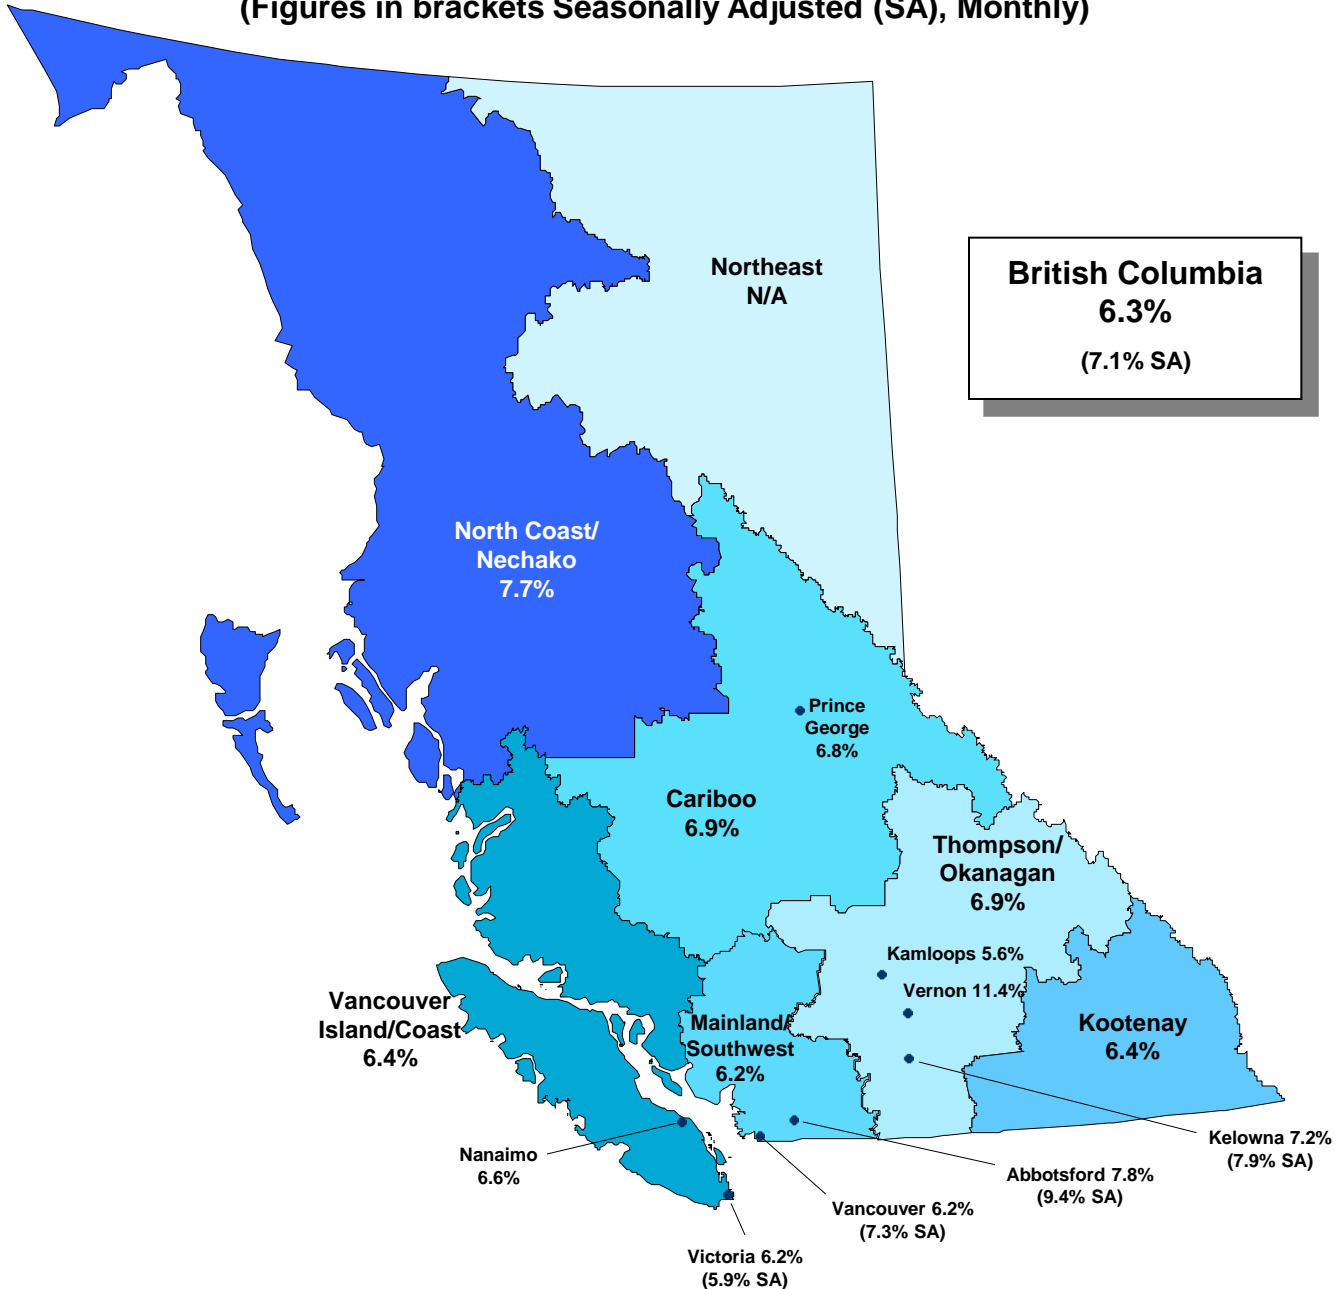 (Figures in brackets Seasonally Adjusted (SA), Monthly)
Northeast
N/A
British Columbia
6.3%
(7.1% SA)
North Coast/
Nechako
7.7%
Prince
George
6.8%
Cariboo
6.9%
Thompson/
Okanagan
6.9%
Kamloops 5.6%
Vernon 11.4%
Vancouver
Island/Coast
6.4%
Mainland/
Southwest
6.2%
Kootenay
6.4%
Nanaimo
6.6%
Kelowna 7.2%
(7.9% SA)
Abbotsford 7.8%
(9.4% SA)
Vancouver 6.2%
(7.3% SA)
Victoria 6.2%
(5.9% SA)